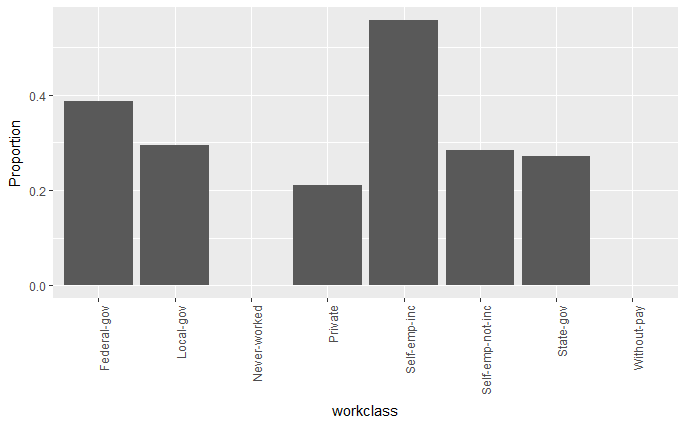 Proportion
0.4
0.2
0.0
Federal-gov
Local-gov
Never-worked
Private
Self-emp-inc
Self-emp-not-inc
State-gov
Without-pay
workclass